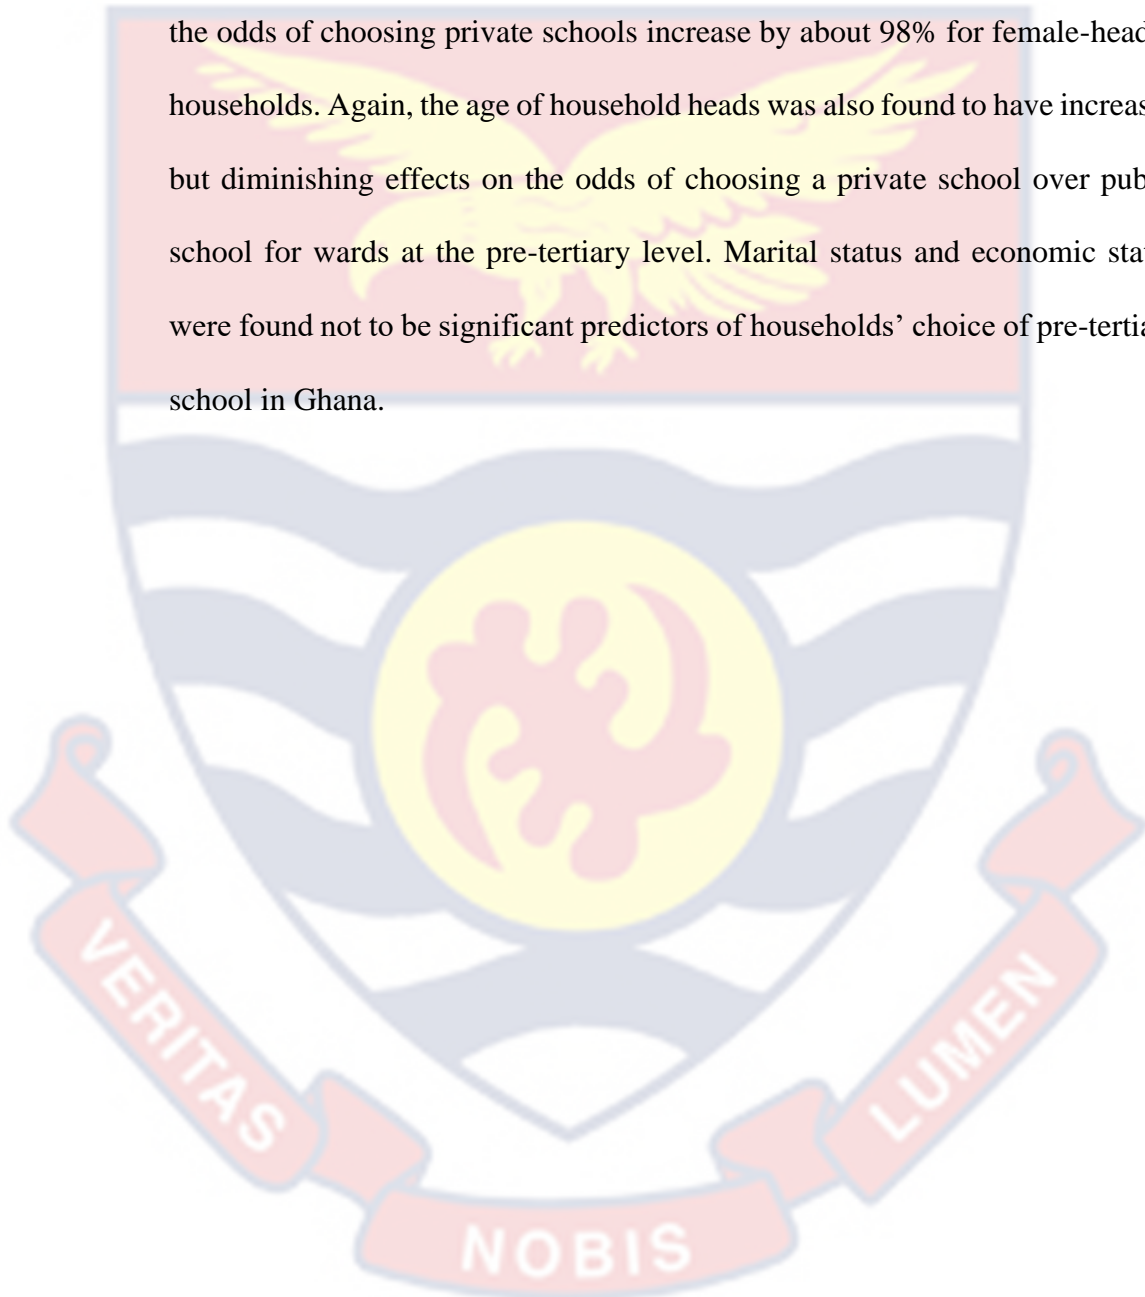 the odds of choosing private schools increase by about 98% for female-head
households. Again, the age of household heads was also found to have increas
but diminishing effects on the odds of choosing a private school over pub
school for wards at the pre-tertiary level. Marital status and economic stat
were found not to be significant predictors of households’ choice of pre-tertia
school in Ghana.
VERITAS
NOBIS
LUMEN